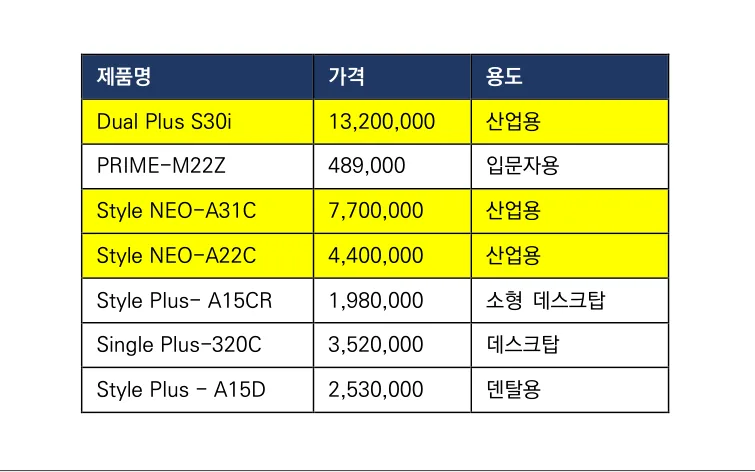 제품명 가격 용도
Dual Plus S30i 13,200,000 산업용
PRIME-M22Z 489,000 입문자용
Style NEO-A31C 7,700,000 산업용
Style NEO-A22C 4,400,000 산업용
Style Plus- A15CR 1,980,000 소형 데스크탑
Single Plus-320C 3,520,000 데스크탑
Style Plus - A15D 2,530,000 덴탈용